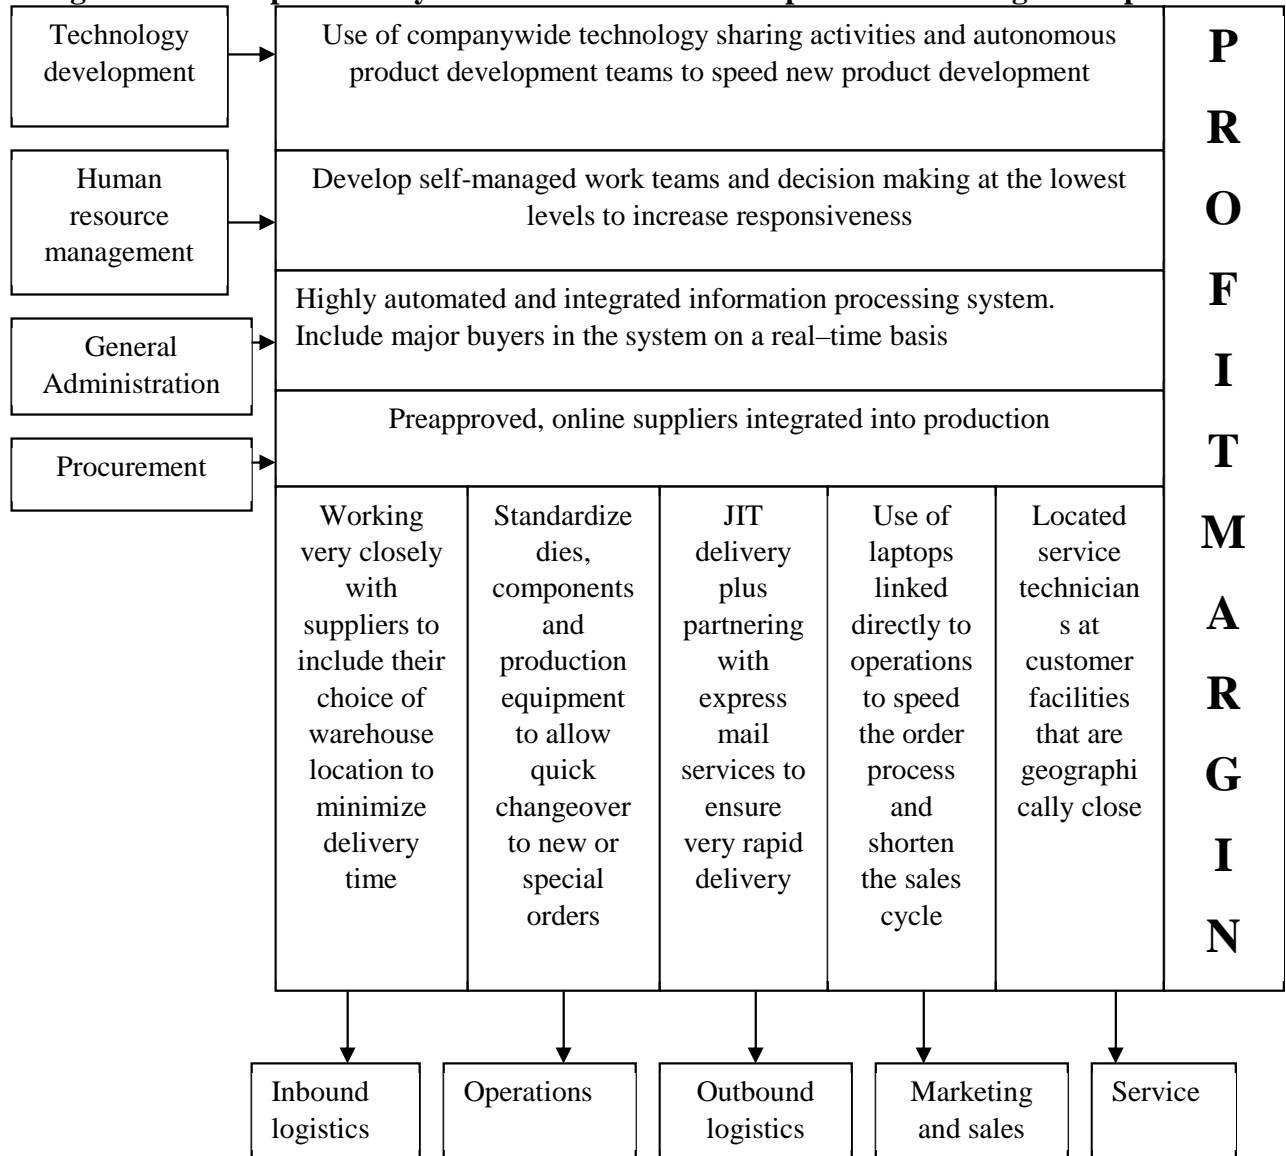 Technology
development
Use of companywide technology sharing activities and autonomous
product development teams to speed new product development
Human
resource
management
Develop self-managed work teams and decision making at the lowest
levels to increase responsiveness
General
Administration
Highly automated and integrated information processing system.
Include major buyers in the system on a real–time basis
Procurement
Preapproved, online suppliers integrated into production
Working
very closely
with
suppliers to
include their
choice of
warehouse
location to
minimize
delivery
time
Standardize
dies,
components
and
production
equipment
to allow
quick
changeover
to new or
special
orders
JIT
delivery
plus
partnering
with
express
mail
services to
ensure
very rapid
delivery
Use of
laptops
linked
directly to
operations
to speed
the order
process
and
shorten
the sales
cycle
Located
service
technician
s at
customer
facilities
that are
geographi
cally close
P
R
O
F
I
T
M
A
R
G
I
N
Inbound
logistics
Operations
Outbound
logistics
Marketing
and sales
Service